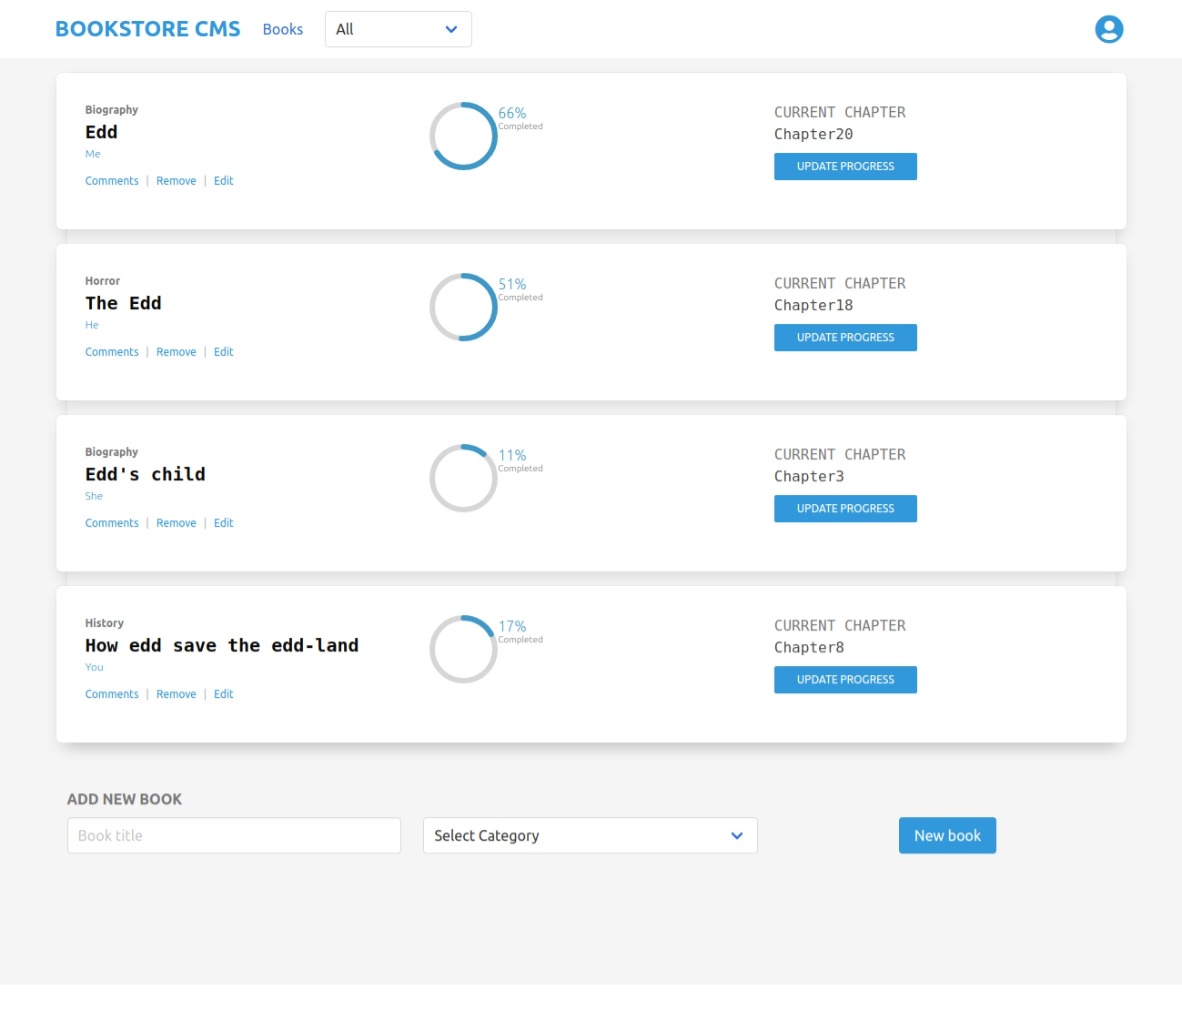 BOOKSTORE CMS Books All
Biography
Edd
Me
Comments | Remove | Edit
66%
Completed
CURRENT CHAPTER
Chapter20
UPDATE PROGRESS
Horror
The Edd
He
Comments | Remove | Edit
51%
Completed
CURRENT CHAPTER
Chapter18
UPDATE PROGRESS
Biography
Edd's child
She
Comments | Remove | Edit
11%
Completed
CURRENT CHAPTER
Chapter3
UPDATE PROGRESS
History
How edd save the edd-land
You
Comments | Remove | Edit
17%
Completed
CURRENT CHAPTER
Chapter8
UPDATE PROGRESS
ADD NEW BOOK
Book title Select Category New book